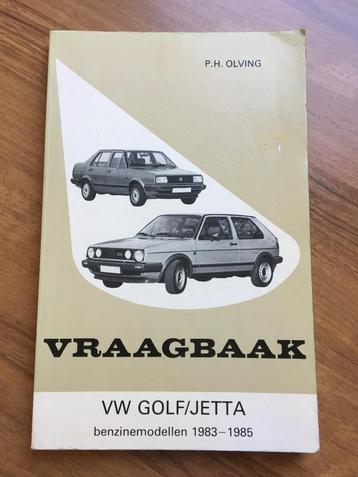 P.H. OLVING
VRAAGBAAK
VW GOLF/JETTA
benzinemodellen 1983-1985